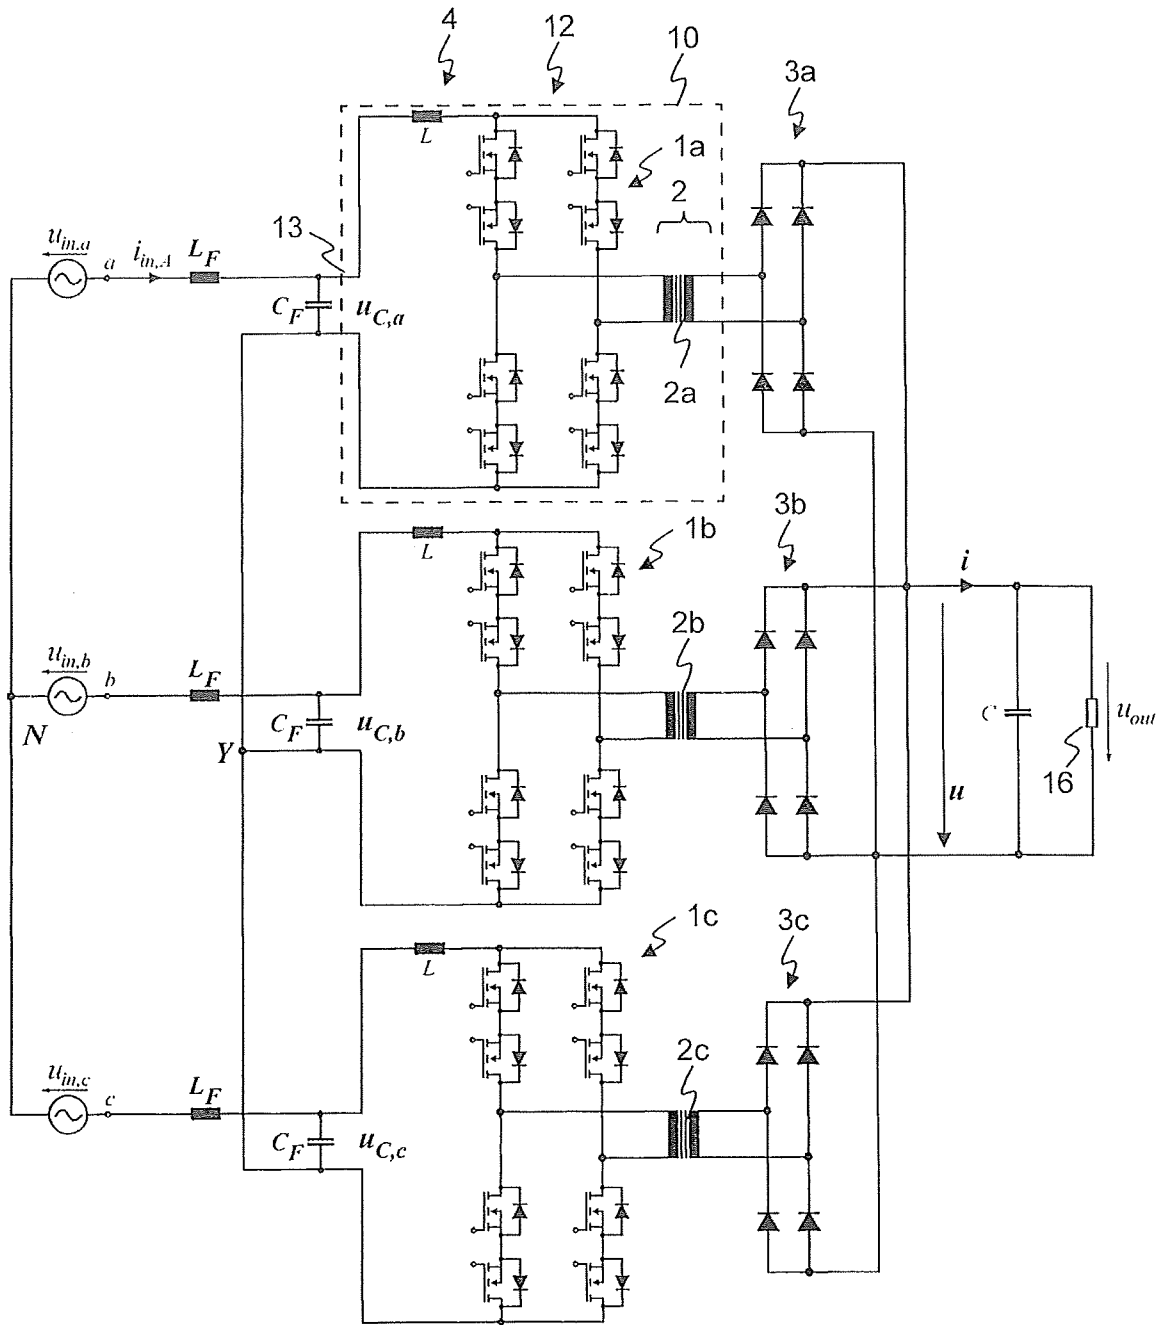 4
12
10
3a
L
1a
2
13
u_in,a
a
i_in,A
L_F
C_F
u_C,a
2a
3b
L
1b
i
2b
u_in,b
b
L_F
N
C_F
u_C,b
Y
C
u_out
16
u
1c
3c
L
2c
u_in,c
c
L_F
C_F
u_C,c